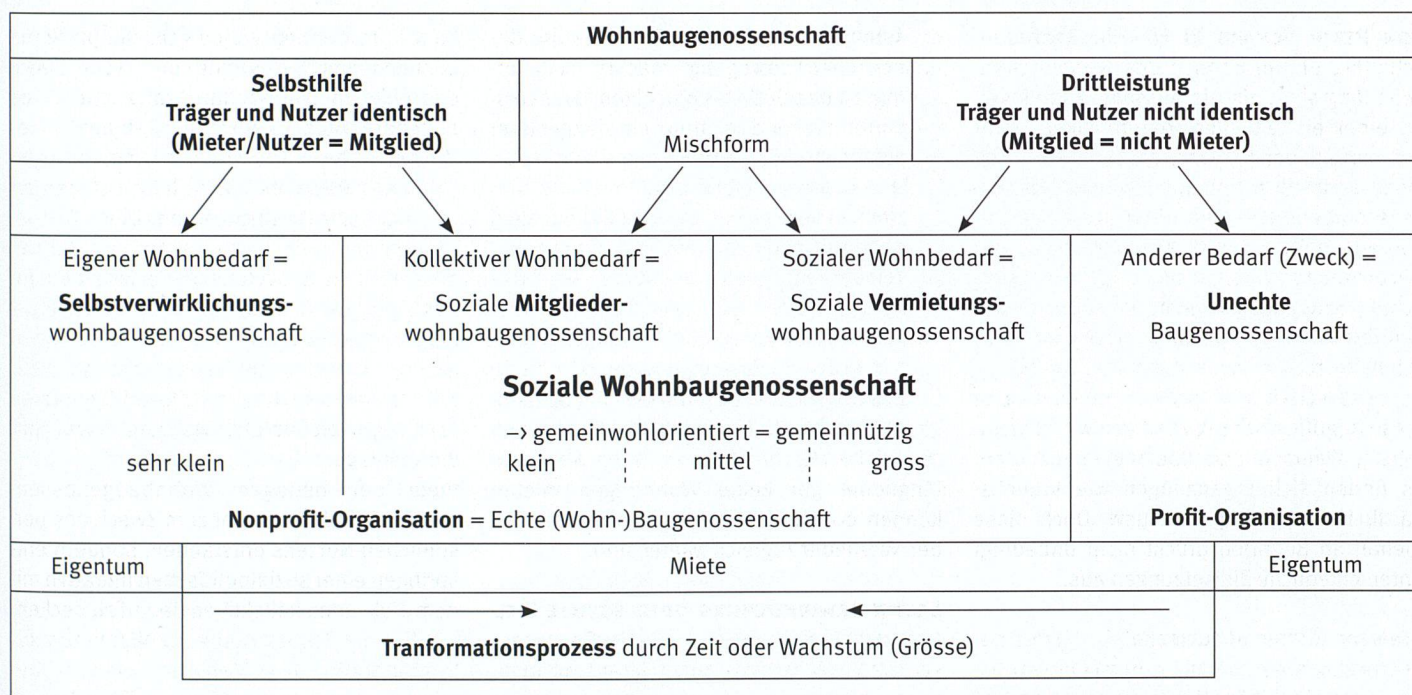 Wohnbaugenossenschaft
Selbsthilfe
Träger und Nutzer identisch
(Mieter/Nutzer = Mitglied)
Mischform
Drittleistung
Träger und Nutzer nicht identisch
(Mitglied = nicht Mieter)
Eigener Wohnbedarf =
Selbstverwirklichungs-
wohnbaugenossenschaft
Kollektiver Wohnbedarf =
Soziale Mitglieder-
wohnbaugenossenschaft
Sozialer Wohnbedarf =
Soziale Vermietungs-
wohnbaugenossenschaft
Anderer Bedarf (Zweck) =
Unechte
Baugenossenschaft
Soziale Wohnbaugenossenschaft
–> gemeinwohlorientiert = gemeinnützig
sehr klein
klein
mittel
gross
Nonprofit-Organisation = Echte (Wohn-)Baugenossenschaft
Profit-Organisation
Eigentum
Miete
Eigentum
Tranformationsprozess durch Zeit oder Wachstum (Grösse)